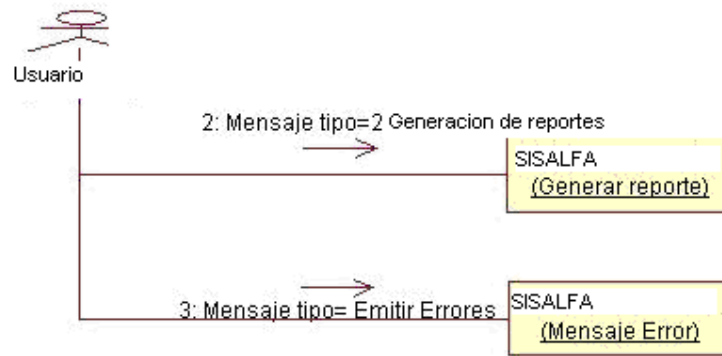 Usuario
2: Mensaje tipo=2 Generacion de reportes
SISALFA
(Generar reporte)
3: Mensaje tipo= Emitir Errores
SISALFA
(Mensaje Error)